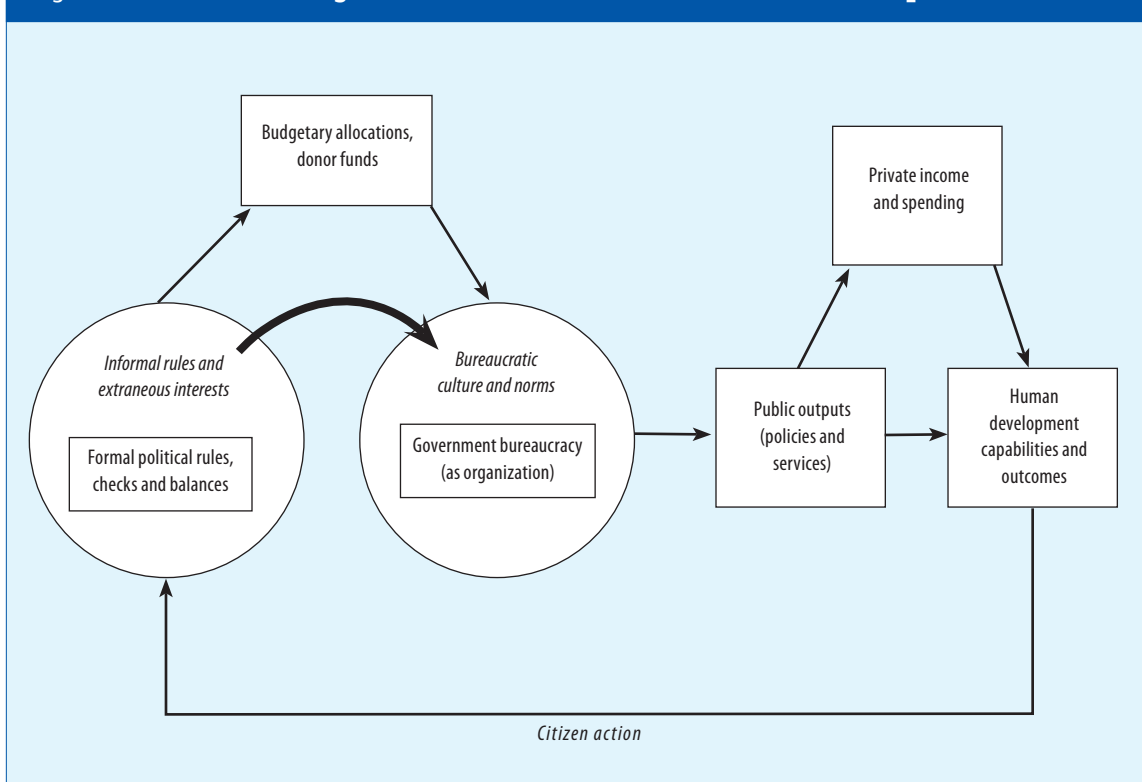 Budgetary allocations,
donor funds
Private income
and spending
Informal rules and
extraneous interests
Formal political rules,
checks and balances
Bureaucratic
culture and norms
Government bureaucracy
(as organization)
Public outputs
(policies and
services)
Human
development
capabilities and
outcomes
Citizen action